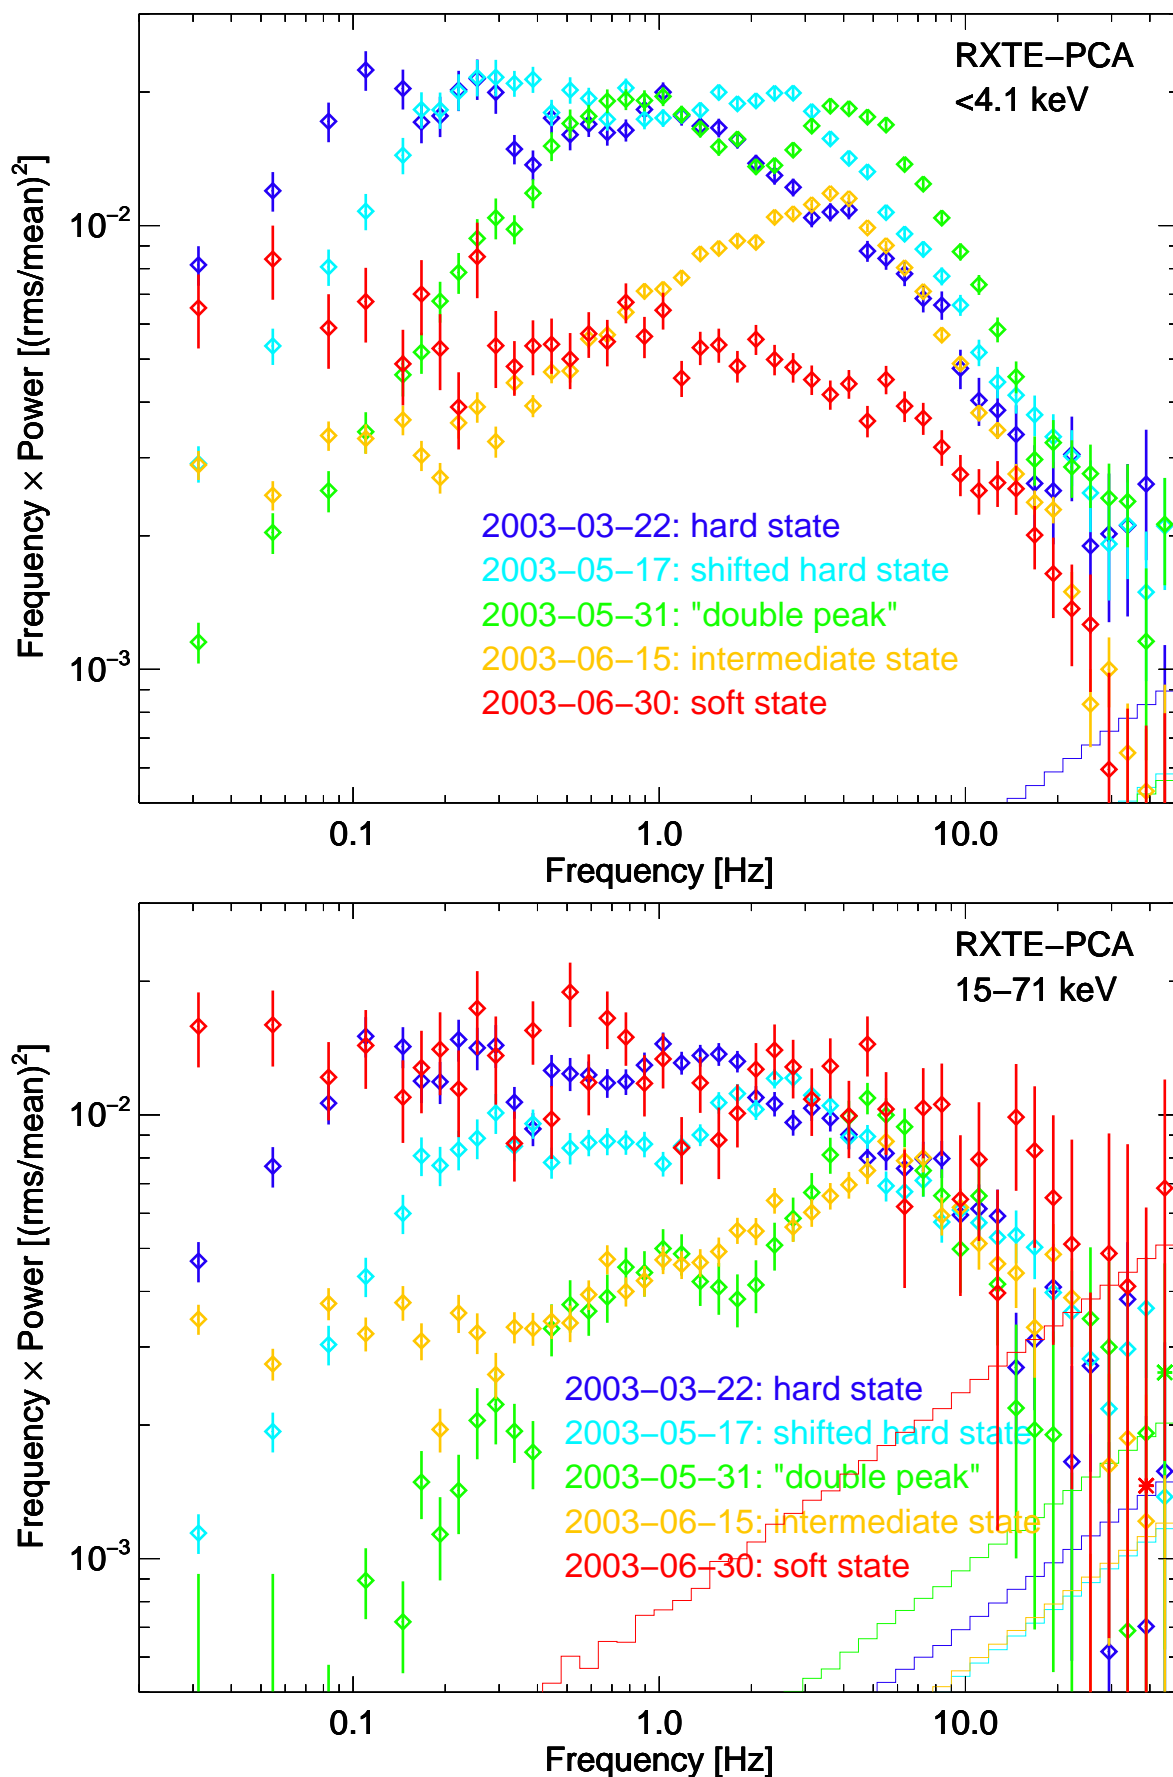 RXTE−PCA
<4.1 keV
Frequency × Power [(rms/mean)²]
10⁻²
10⁻³
2003−03−22: hard state
2003−05−17: shifted hard state
2003−05−31: "double peak"
2003−06−15: intermediate state
2003−06−30: soft state
0.1 1.0 10.0
Frequency [Hz]
RXTE−PCA
15−71 keV
Frequency × Power [(rms/mean)²]
10⁻²
10⁻³
2003−03−22: hard state
2003−05−17: shifted hard state
2003−05−31: "double peak"
2003−06−15: intermediate state
2003−06−30: soft state
0.1 1.0 10.0
Frequency [Hz]